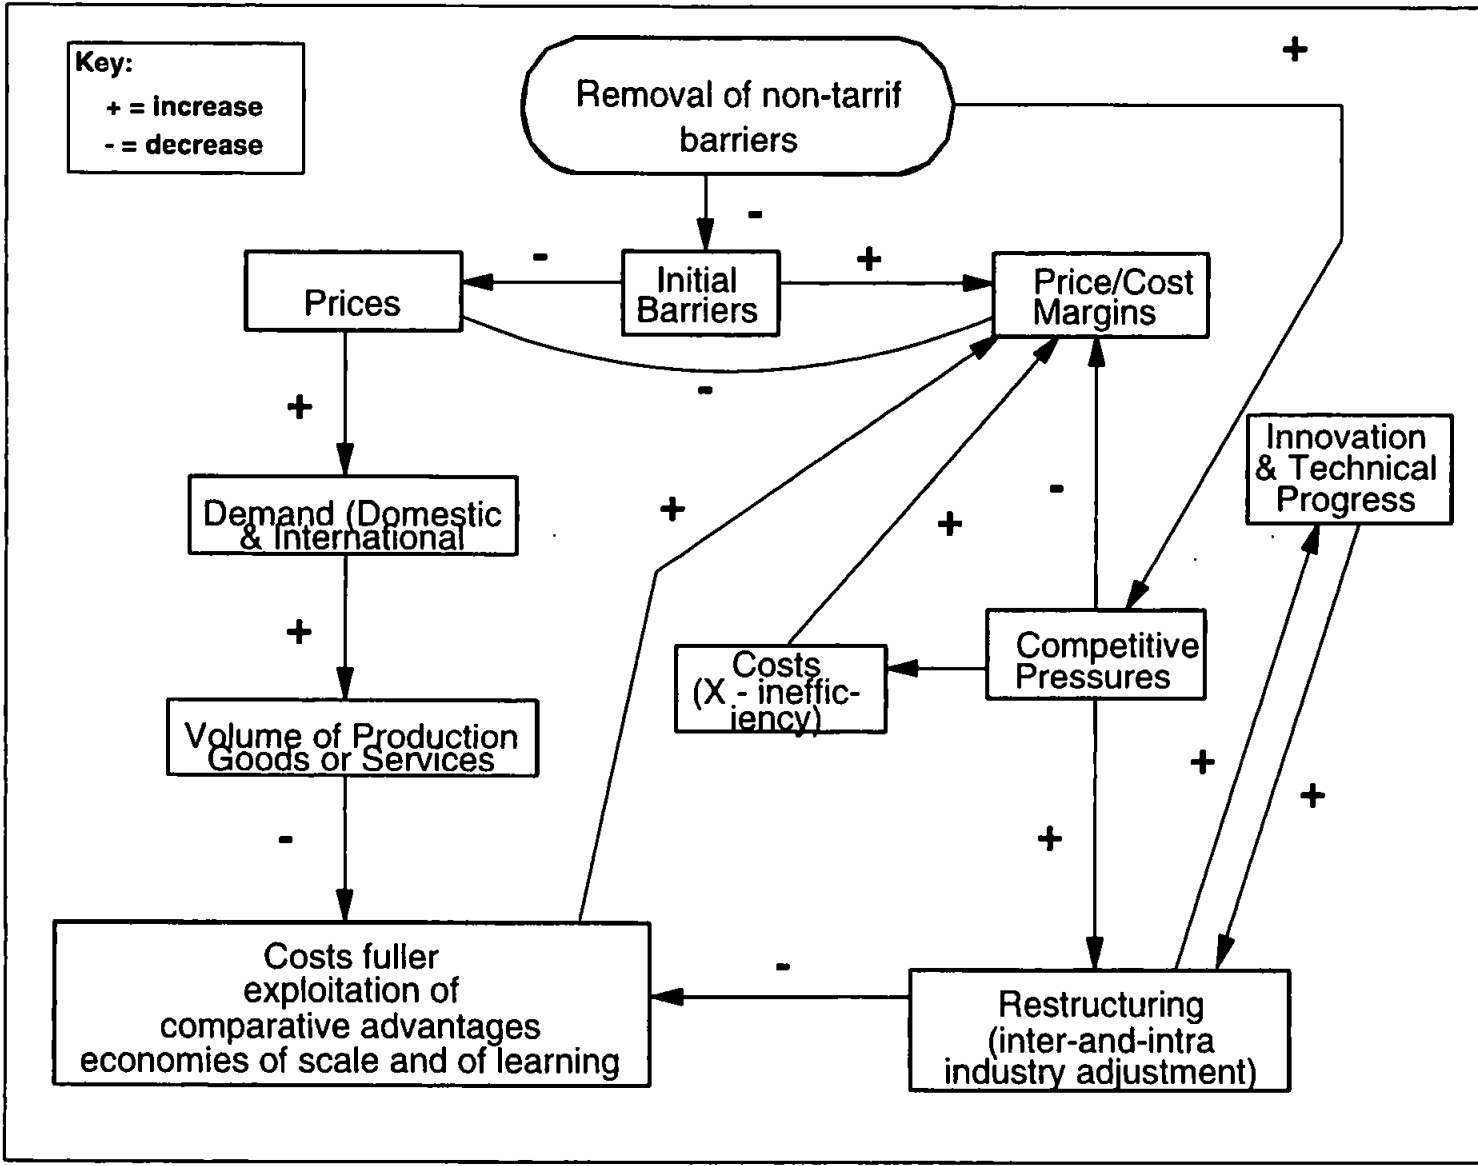 Key:
+ = increase
- = decrease
Removal of non-tarrif
barriers
+
-
-
+
Prices
Initial
Barriers
Price/Cost
Margins
-
+
Demand (Domestic
& International
+
+
-
Innovation
& Technical
Progress
+
Volume of Production
Goods or Services
Costs
(X - ineffic-
iency)
Competitive
Pressures
-
+
+
+
Costs fuller
exploitation of
comparative advantages
economies of scale and of learning
-
Restructuring
(inter-and-intra
industry adjustment)